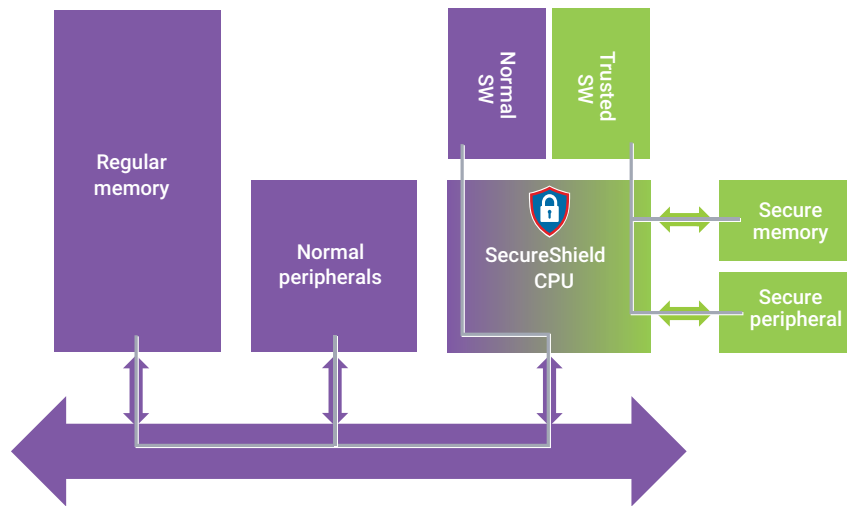 Regular
memory
Normal
peripherals
Normal
SW
Trusted
SW
SecureShield
CPU
Secure
memory
Secure
peripheral